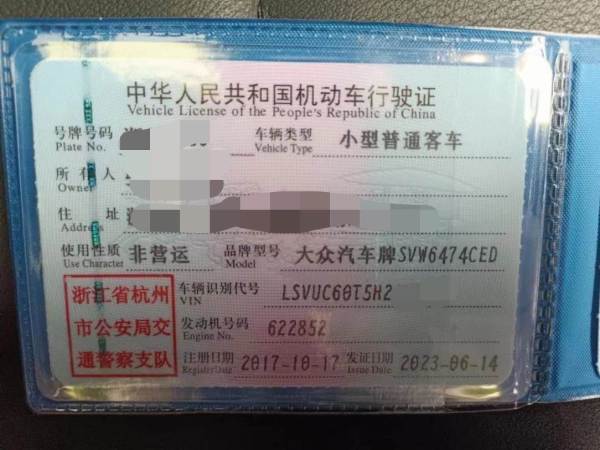 中华人民共和国机动车行驶证
Vehicle License of the People's Republic of China
号牌号码 车辆类型 小型普通客车
Plate No. Vehicle Type
所有人
Owner
住址
Address
使用性质 非营运 品牌型号 大众汽车牌SVW6474CED
Use Character Model
浙江省杭州
市公安局交
通警察支队
车辆识别代号 LSVUC60T5H2
VIN
发动机号码 622852
Engine No.
注册日期 2017-10-17 发证日期 2023-06-14
Register Date Issue Date